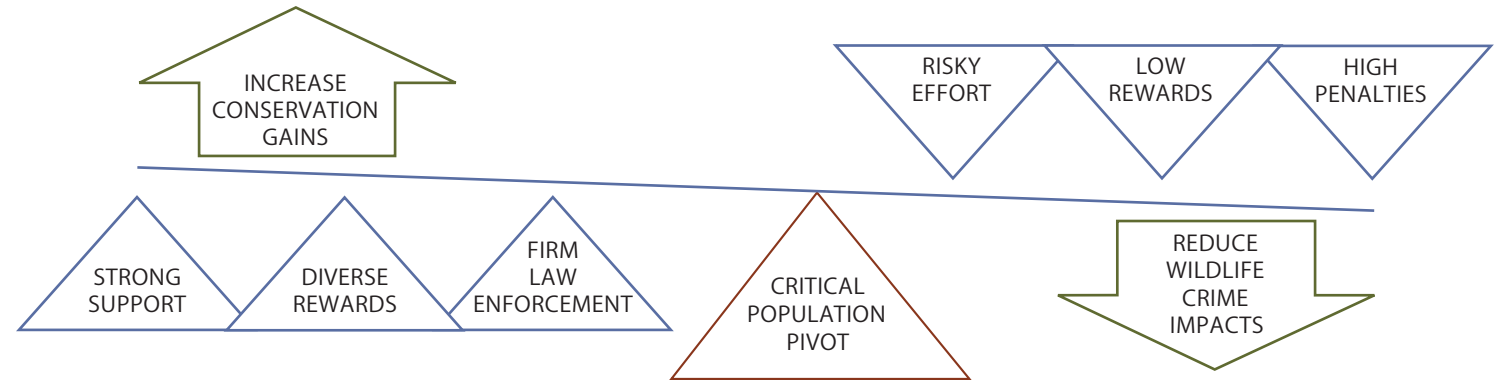 INCREASE
CONSERVATION
GAINS
RISKY
EFFORT
LOW
REWARDS
HIGH
PENALTIES
STRONG
SUPPORT
DIVERSE
REWARDS
FIRM
LAW
ENFORCEMENT
CRITICAL
POPULATION
PIVOT
REDUCE
WILDLIFE
CRIME
IMPACTS